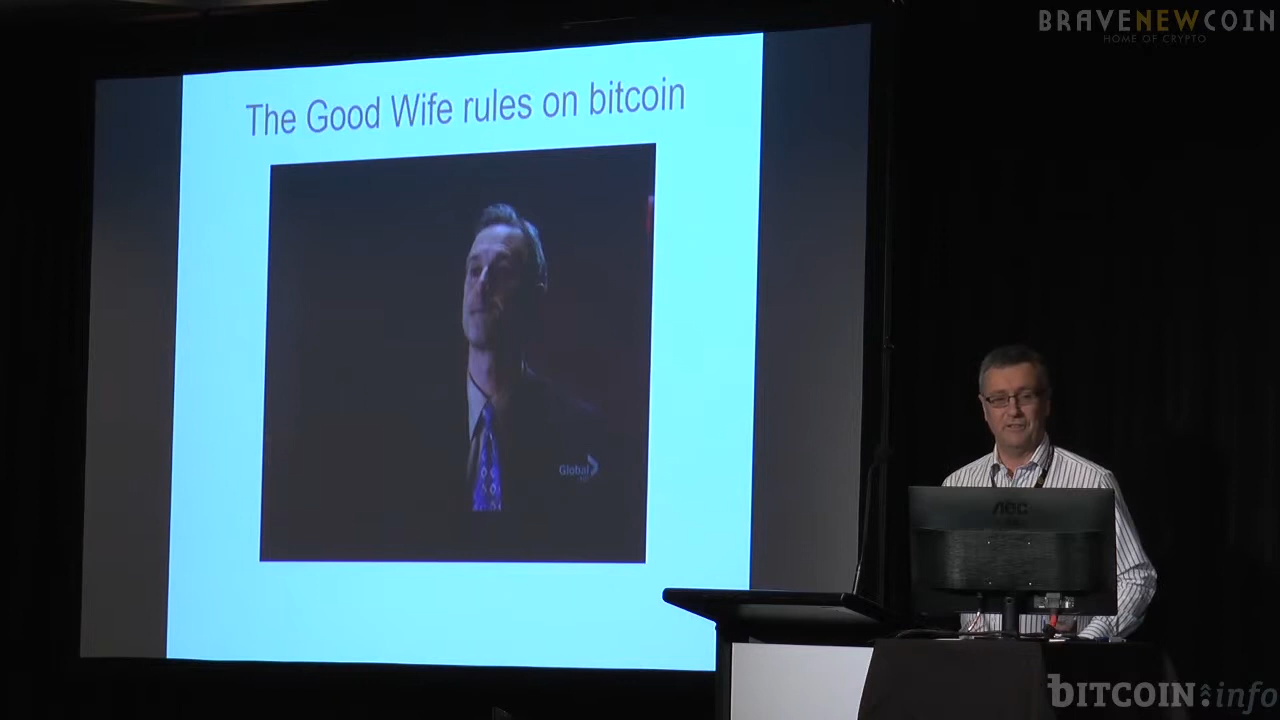 BRAVENEWCOIN
HOME OF CRYPTO
The Good Wife rules on bitcoin
Global
AOC
bitcoin:info